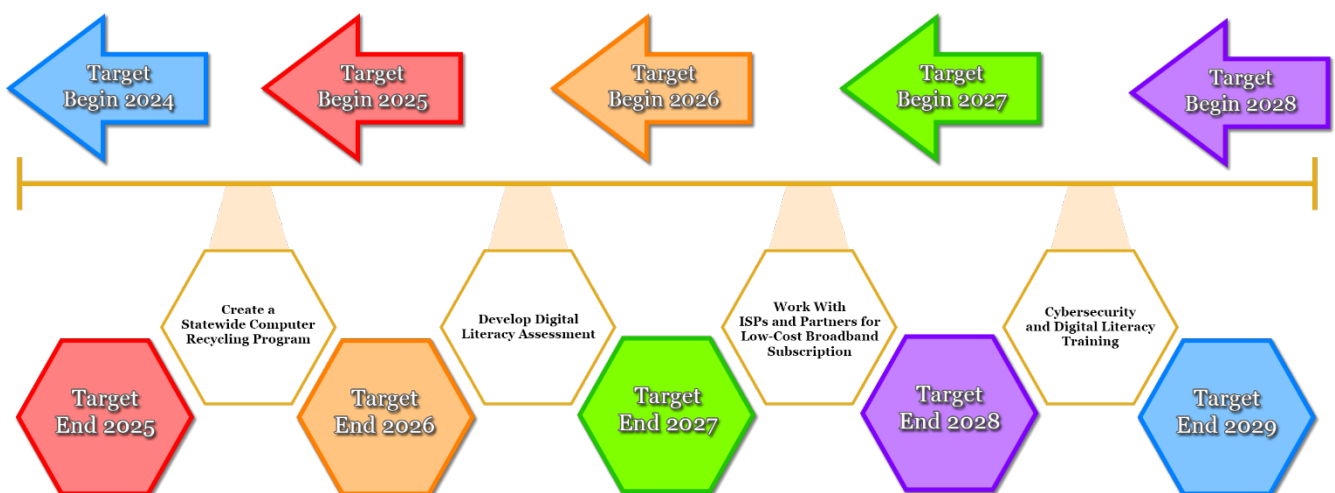 Target
Begin 2024
Target
Begin 2025
Target
Begin 2026
Target
Begin 2027
Target
Begin 2028
Create a
Statewide Computer
Recycling Program
Develop Digital
Literacy Assessment
Work With
ISPs and Partners for
Low-Cost Broadband
Subscription
Cybersecurity
and Digital Literacy
Training
Target
End 2025
Target
End 2026
Target
End 2027
Target
End 2028
Target
End 2029